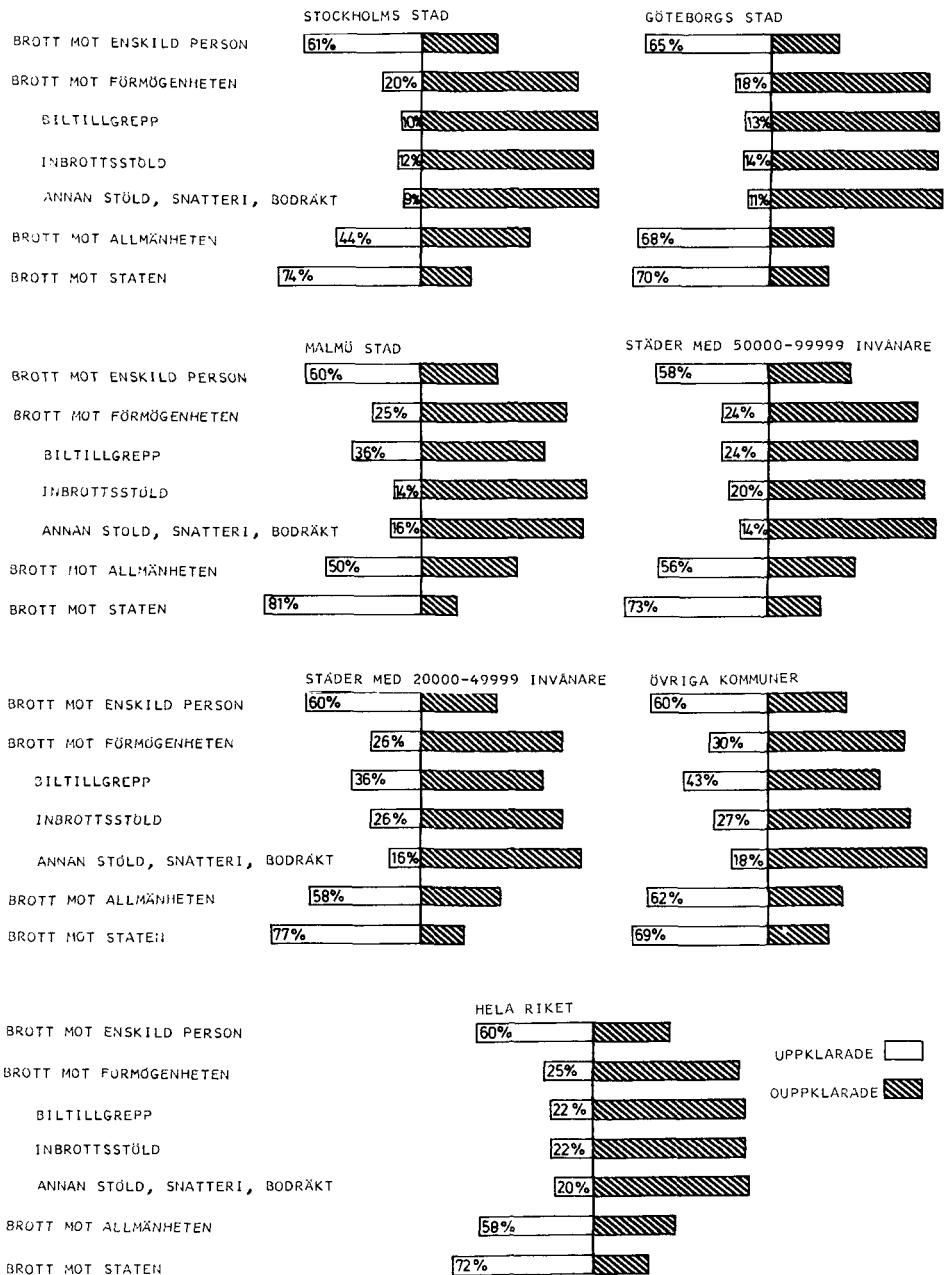 STOCKHOLMS STAD GÖTEBORGS STAD
BROTT MOT ENSKILD PERSON 61% 65%
BROTT MOT FÖRMÖGENHETEN 20% 18%
BILTILLGREPP 10% 13%
INBROTTSSTÖLD 12% 14%
ANNAN STÖLD, SNATTERI, BODRÄKT 9% 11%
BROTT MOT ALLMÄNHETEN 44% 68%
BROTT MOT STATEN 74% 70%
MALMÖ STAD STÄDER MED 50000-99999 INVÅNARE
BROTT MOT ENSKILD PERSON 60% 58%
BROTT MOT FÖRMÖGENHETEN 25% 24%
BILTILLGREPP 36% 24%
INBROTTSSTÖLD 14% 20%
ANNAN STÖLD, SNATTERI, BODRÄKT 16% 14%
BROTT MOT ALLMÄNHETEN 50% 56%
BROTT MOT STATEN 81% 73%
STÄDER MED 20000-49999 INVÅNARE ÖVRIGA KOMMUNER
BROTT MOT ENSKILD PERSON 60% 60%
BROTT MOT FÖRMÖGENHETEN 26% 30%
BILTILLGREPP 36% 43%
INBROTTSSTÖLD 26% 27%
ANNAN STÖLD, SNATTERI, BODRÄKT 16% 18%
BROTT MOT ALLMÄNHETEN 58% 62%
BROTT MOT STATEN 77% 69%
HELA RIKET
BROTT MOT ENSKILD PERSON 60%
BROTT MOT FÖRMÖGENHETEN 25%
BILTILLGREPP 22%
INBROTTSSTÖLD 22%
ANNAN STÖLD, SNATTERI, BODRÄKT 20%
BROTT MOT ALLMÄNHETEN 58%
BROTT MOT STATEN 72%
UPPKLARADE
OUPPKLARADE